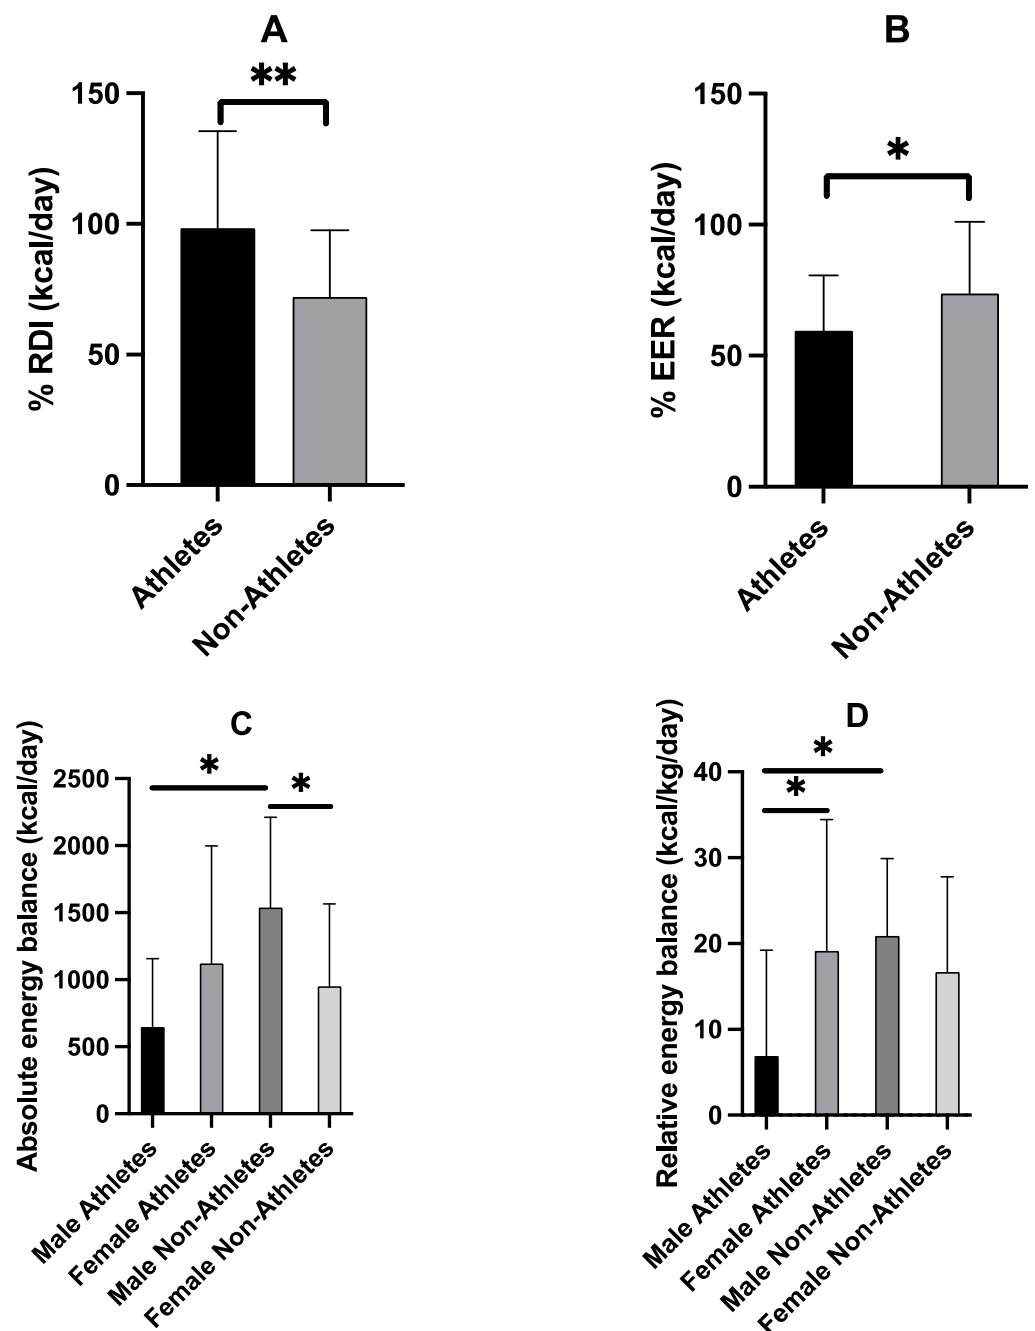 A
**
150
100
50
0
% RDI (kcal/day)
Athletes
Non-Athletes
B
*
150
100
50
0
% EER (kcal/day)
Athletes
Non-Athletes
C
*
*
2500
2000
1500
1000
500
0
Absolute energy balance (kcal/day)
Male Athletes
Female Athletes
Male Non-Athletes
Female Non-Athletes
D
*
*
40
30
20
10
0
Relative energy balance (kcal/kg/day)
Male Athletes
Female Athletes
Male Non-Athletes
Female Non-Athletes